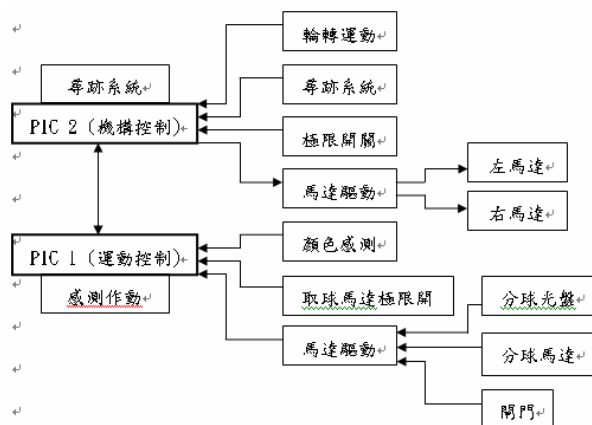 輪轉運動
尋跡系統
尋跡系統
PIC 2 (機構控制)
極限開關
馬達驅動
左馬達
右馬達
PIC 1 (運動控制)
顏色感測
感測作動
取球馬達極限開
分球光盤
馬達驅動
分球馬達
閘門